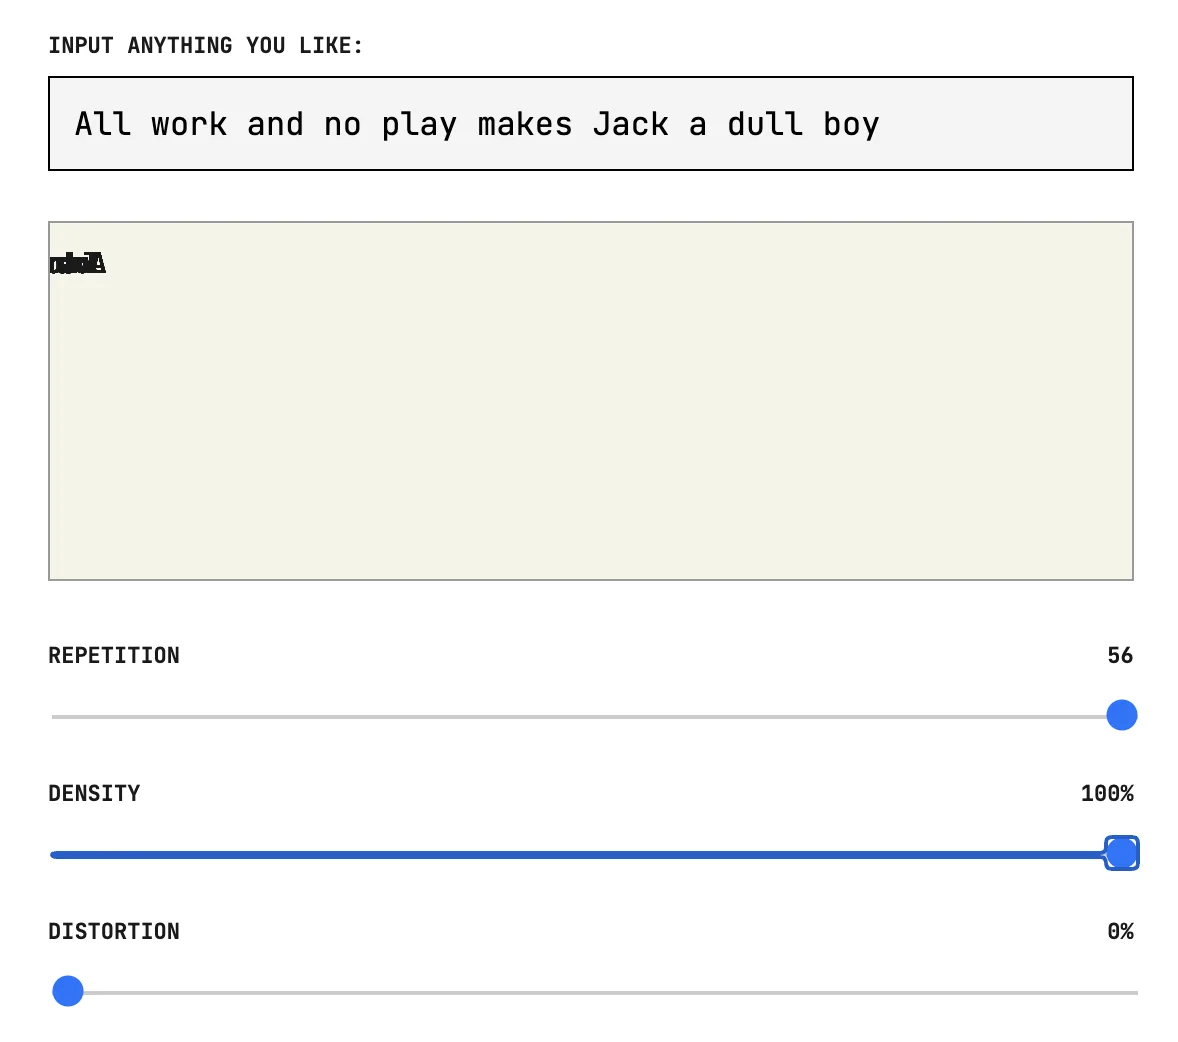 INPUT ANYTHING YOU LIKE:
All work and no play makes Jack a dull boy
REPETITION 56
DENSITY 100%
DISTORTION 0%